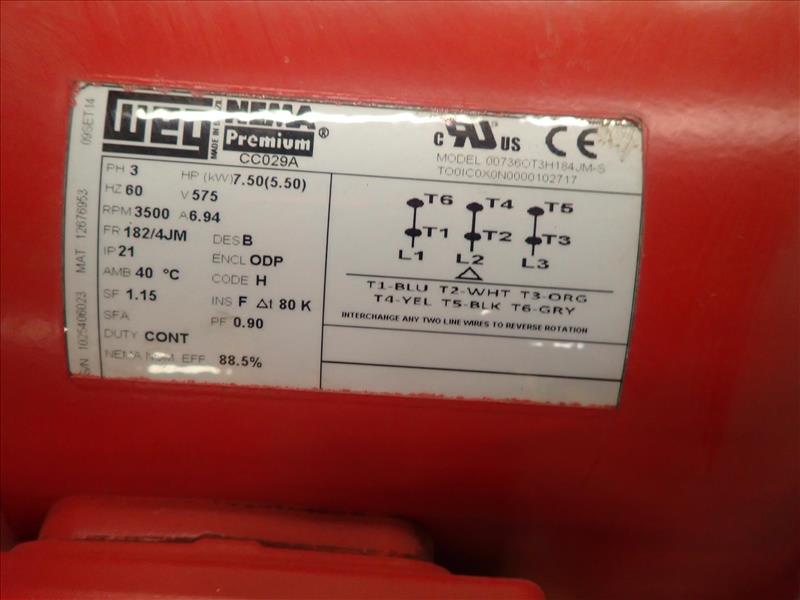 09SET14
MAT 12676953
S/N 1025406023
WEG
MADE IN BRAZIL
NEMA
Premium®
CC029A
PH 3 HP (kW) 7.50(5.50)
HZ 60 V 575
RPM 3500 A 6.94
FR 182/4JM DES B
IP 21 ENCL ODP
AMB 40 °C CODE H
SF 1.15 INS F Δt 80 K
SFA PF 0.90
DUTY CONT
NEMA NOM. EFF 88.5%
C RU US CE
MODEL 00736OT3H184JM-S
TO0IC0X0N0000102717
T6 T4 T5
T1 T2 T3
L1 L2 L3
T1-BLU T2-WHT T3-ORG
T4-YEL T5-BLK T6-GRY
INTERCHANGE ANY TWO LINE WIRES TO REVERSE ROTATION